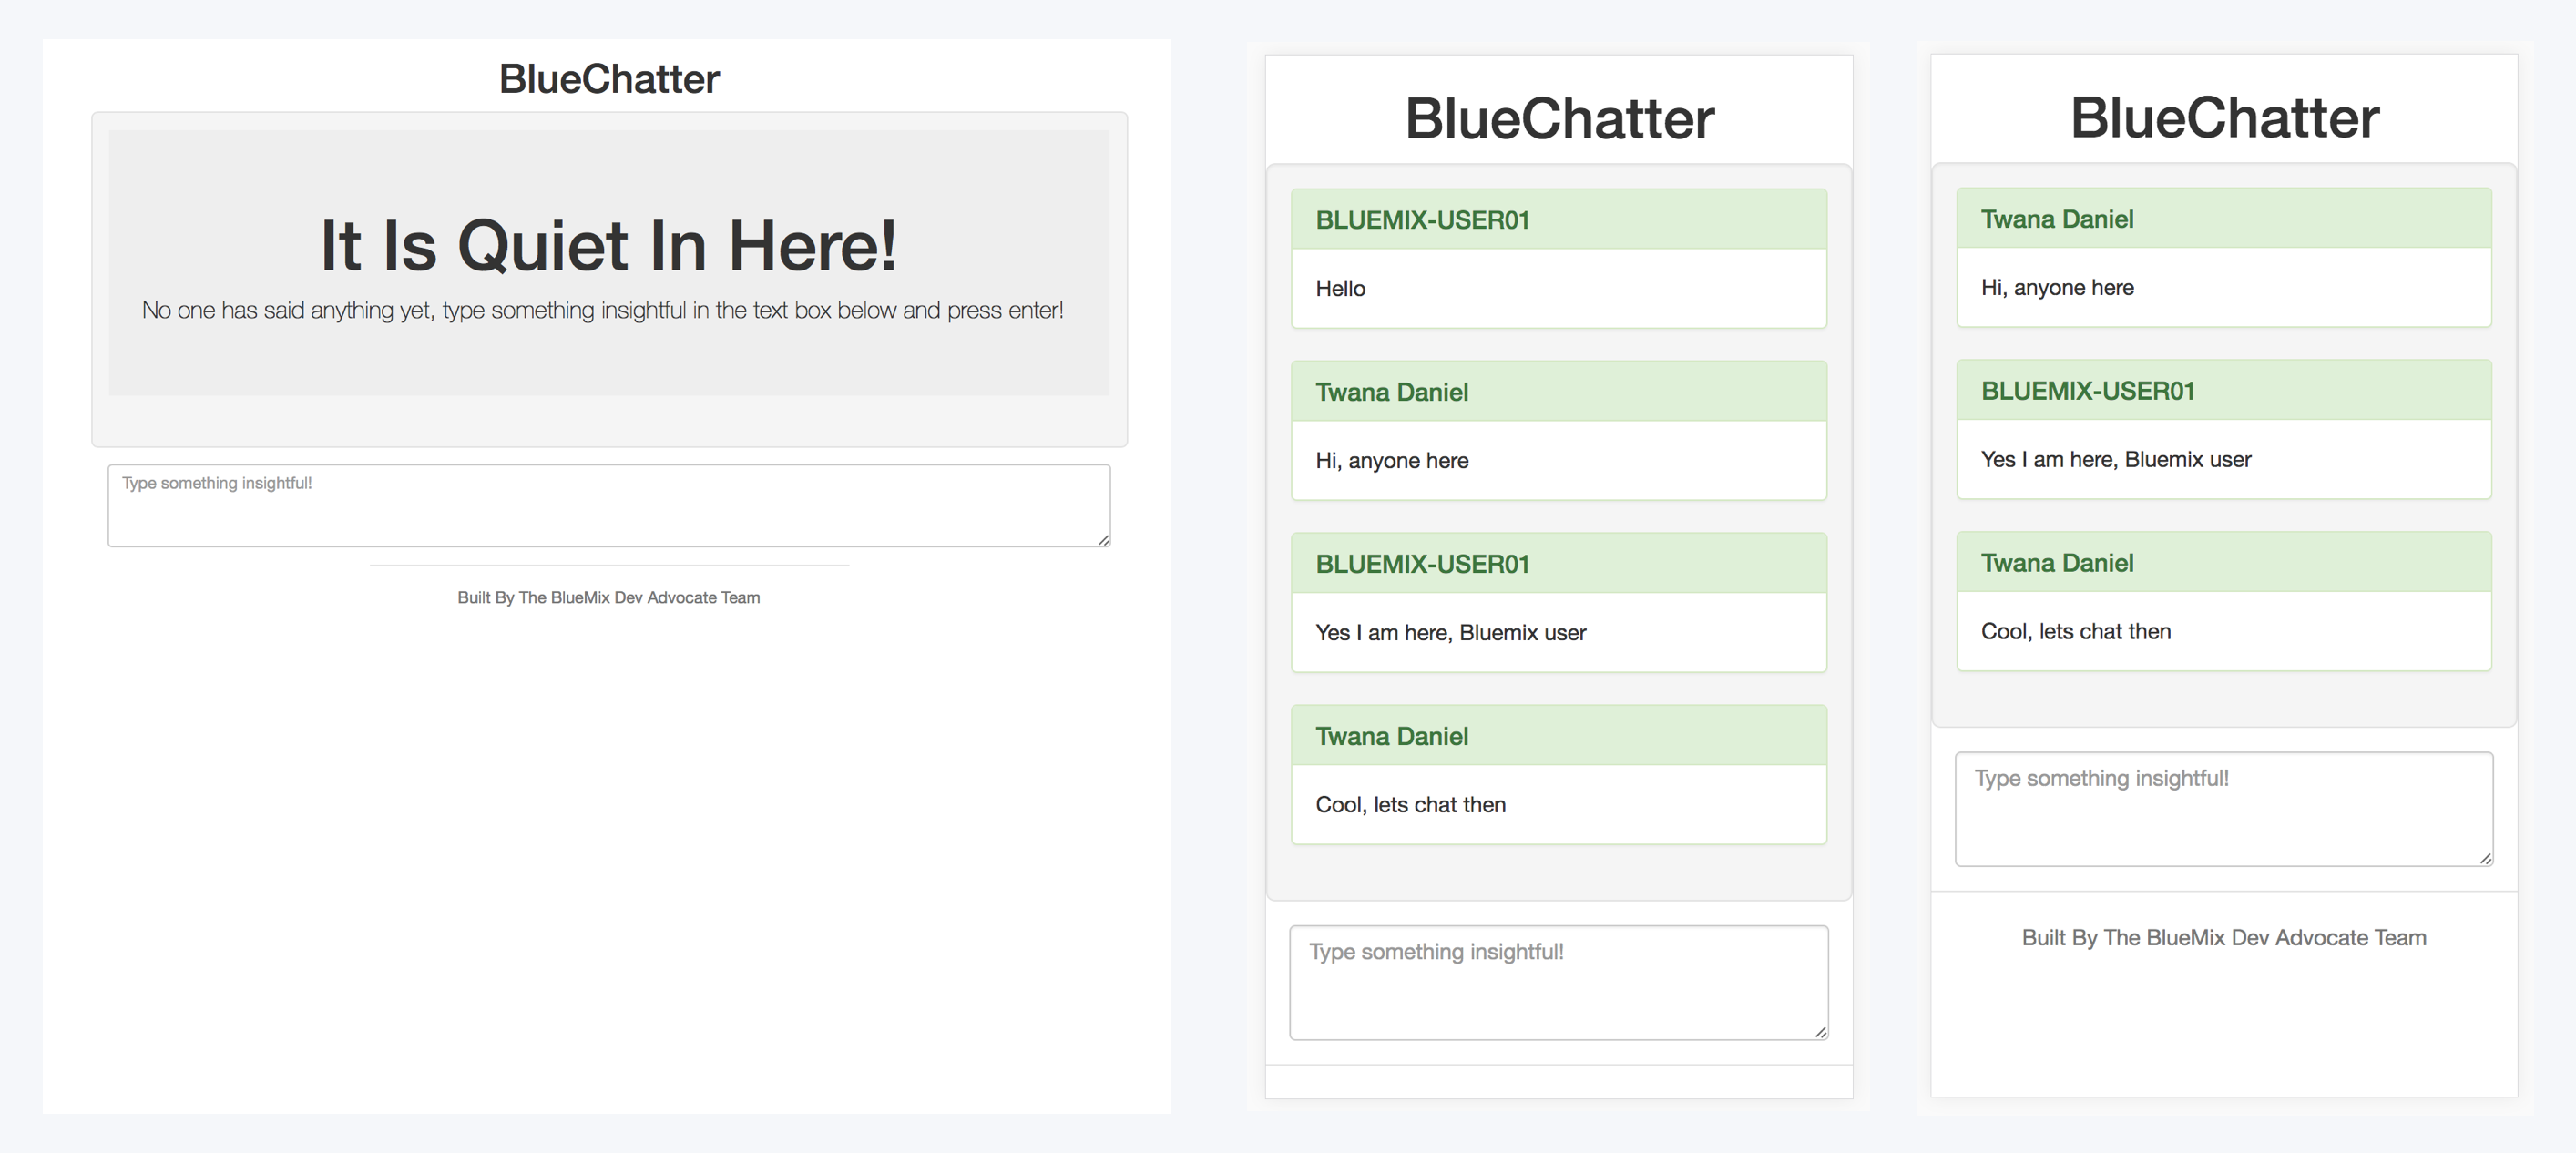 BlueChatter
It Is Quiet In Here!
No one has said anything yet, type something insightful in the text box below and press enter!
Type something insightful!
Built By The BlueMix Dev Advocate Team
BlueChatter
BLUEMIX-USER01
Hello
Twana Daniel
Hi, anyone here
BLUEMIX-USER01
Yes I am here, Bluemix user
Twana Daniel
Cool, lets chat then
Type something insightful!
BlueChatter
Twana Daniel
Hi, anyone here
BLUEMIX-USER01
Yes I am here, Bluemix user
Twana Daniel
Cool, lets chat then
Type something insightful!
Built By The BlueMix Dev Advocate Team